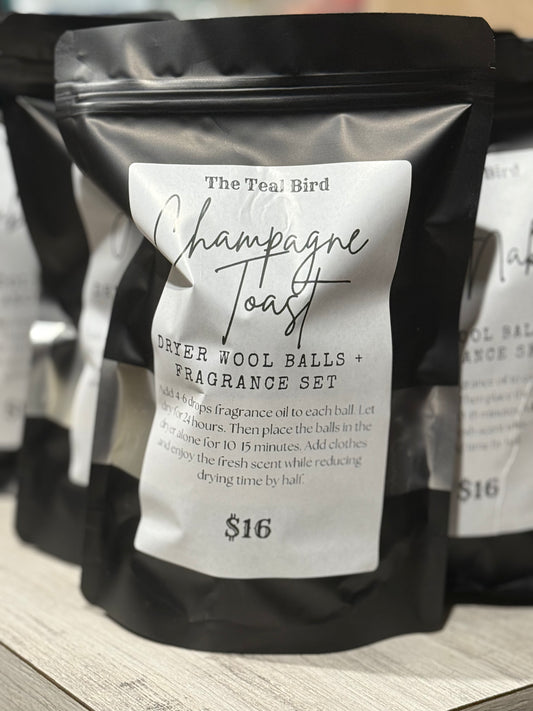 The Teal Bird
Champagne
Toast
DRYER WOOL BALLS +
FRAGRANCE SET
Add 4-6 drops fragrance oil to each ball. Let
dry for 24 hours. Then place the balls in the
dryer alone for 10-15 minutes. Add clothes
and enjoy the fresh scent while reducing
drying time by half.
$16
Bird
$16